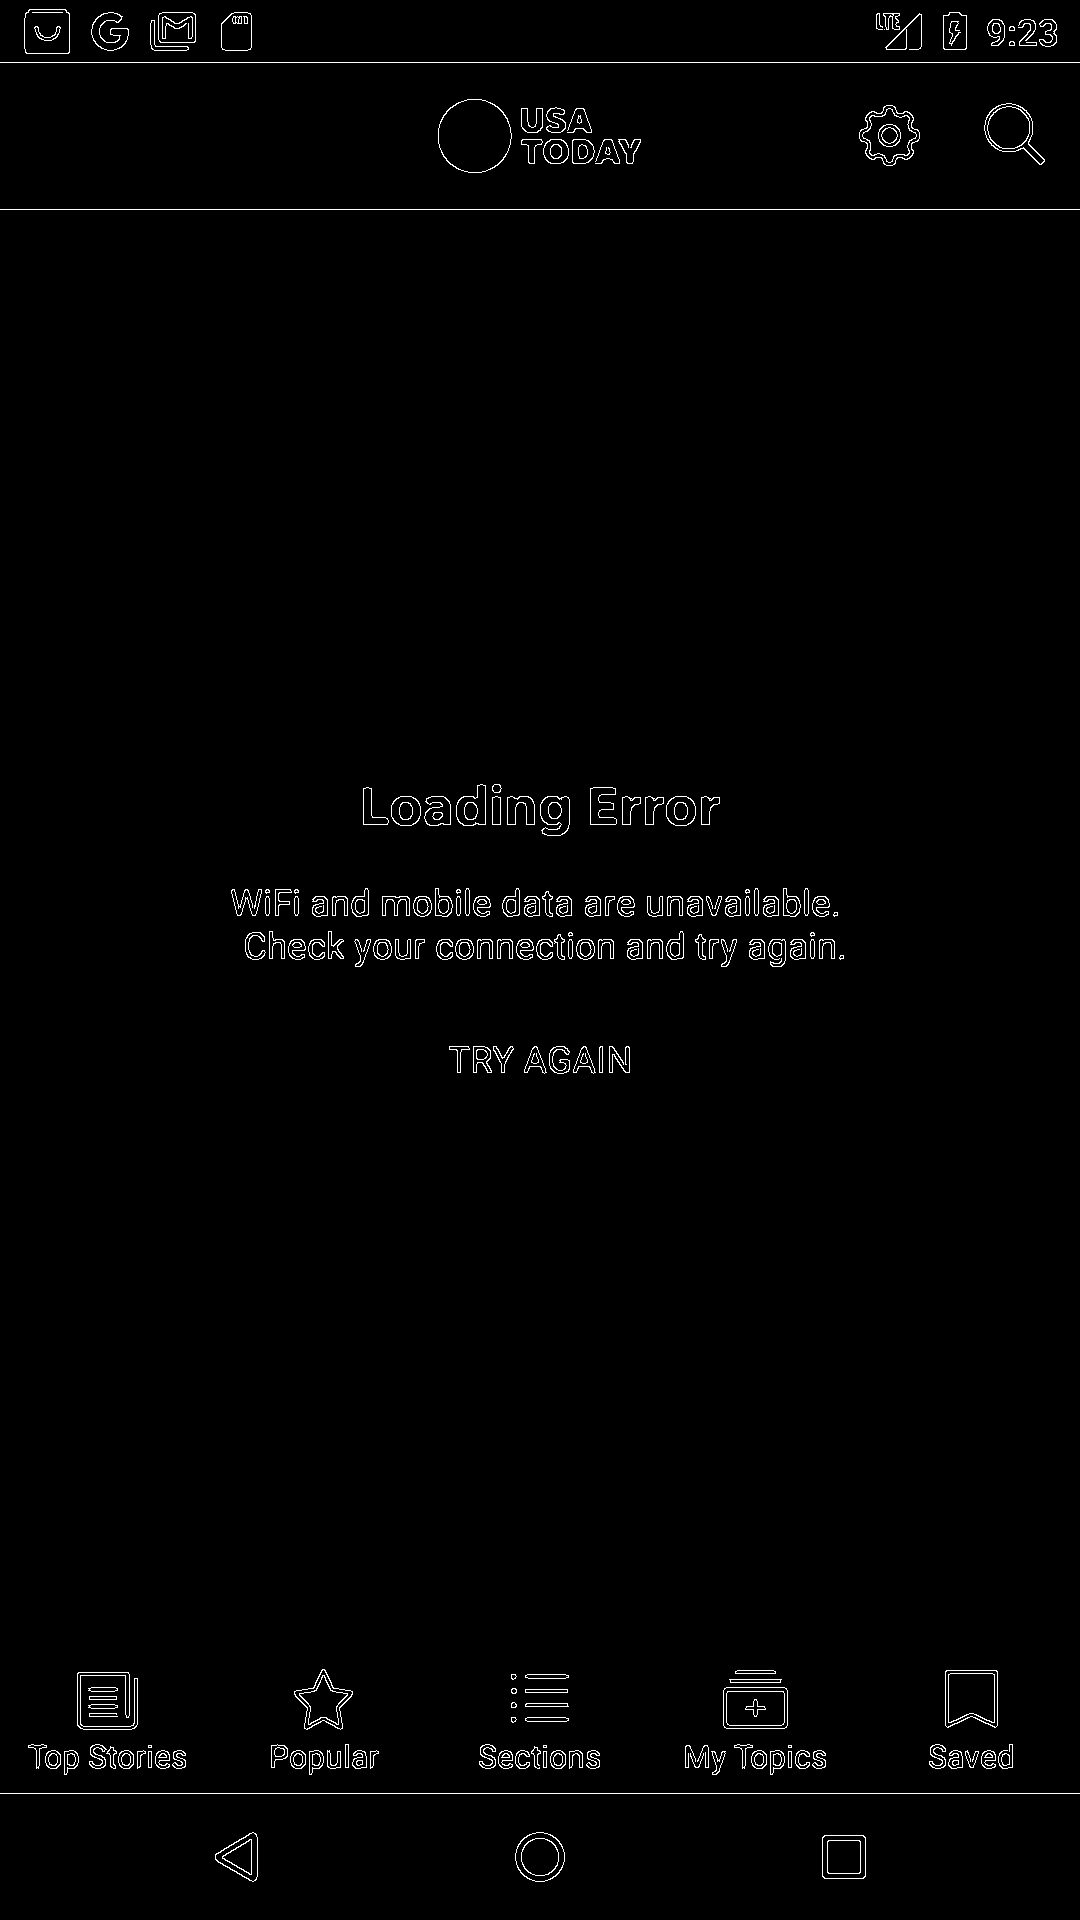 LTE 9:23
USA
TODAY
Loading Error
WiFi and mobile data are unavailable.
Check your connection and try again.
TRY AGAIN
Top Stories Popular Sections My Topics Saved